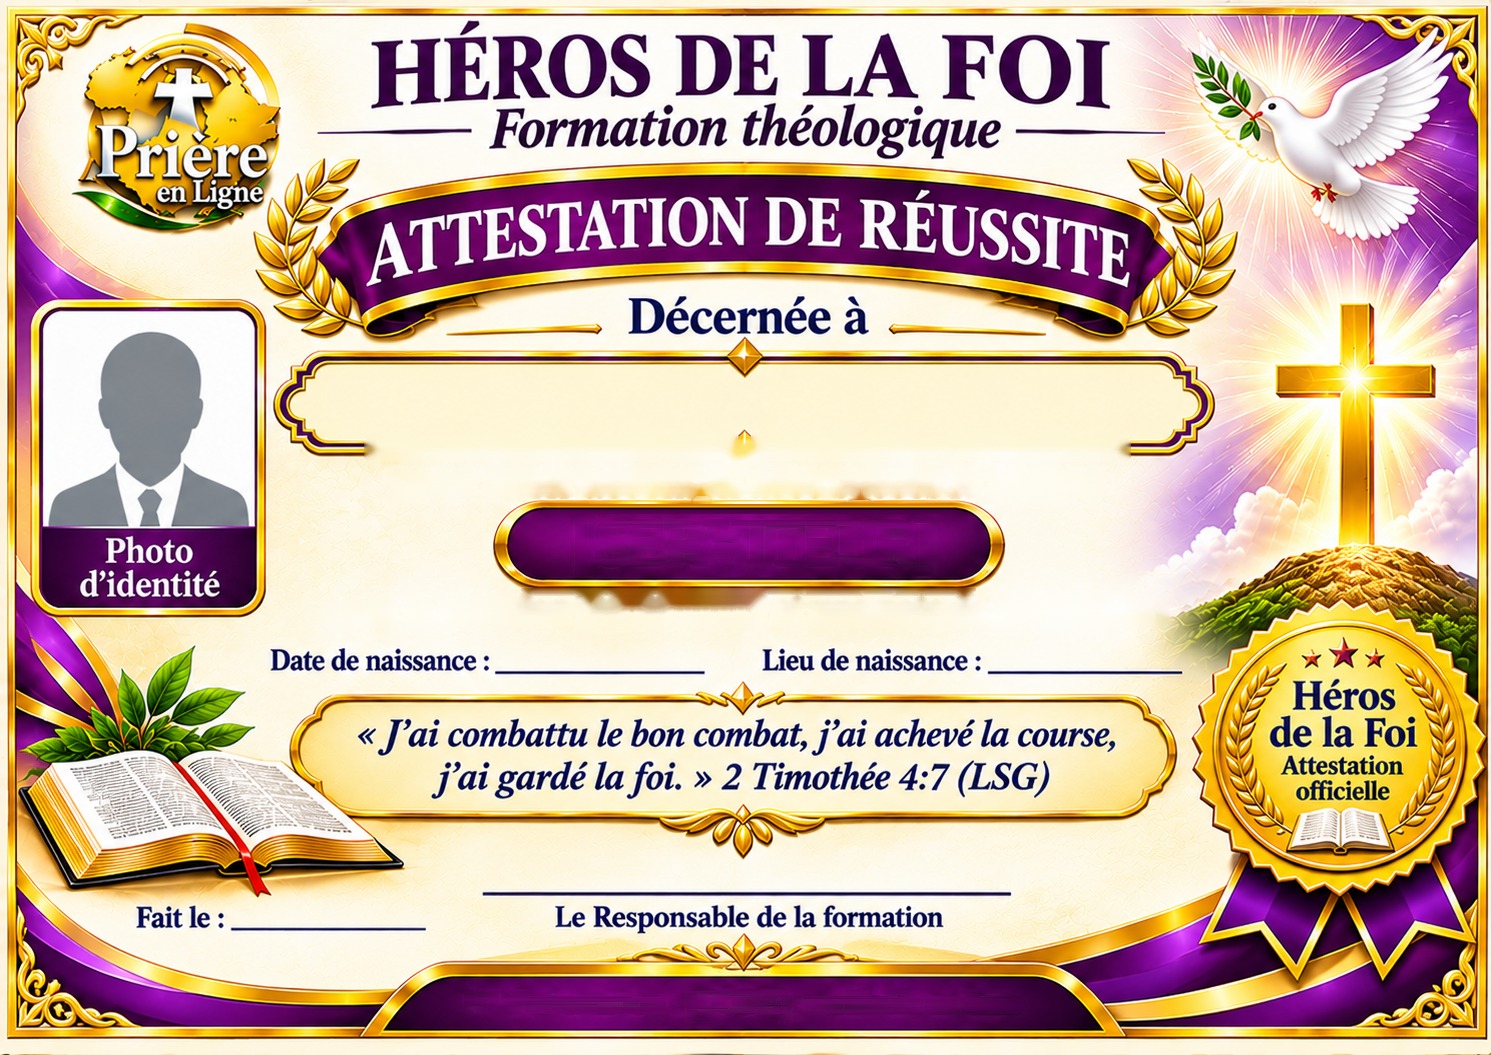 Prière
en Ligne
HÉROS DE LA FOI
Formation théologique
ATTESTATION DE RÉUSSITE
Décernée à
Photo
d’identité
Date de naissance :
Lieu de naissance :
« J’ai combattu le bon combat, j’ai achevé la course,
j’ai gardé la foi. » 2 Timothée 4:7 (LSG)
Héros
de la Foi
Attestation
officielle
Fait le :
Le Responsable de la formation